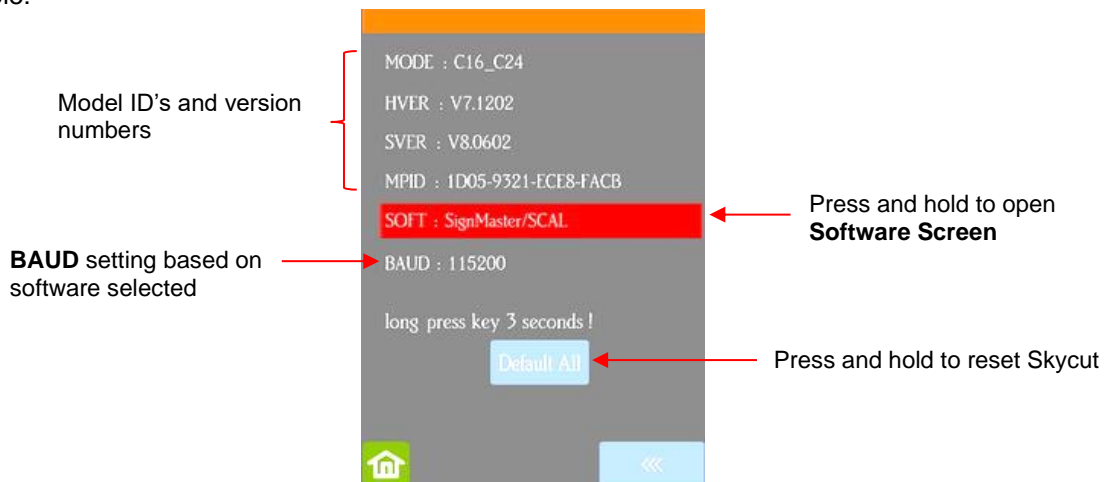 MODE : C16_C24
Model ID's and version
numbers
HVER : V7.1202
SVER : V8.0602
MPID : 1D05-9321-ECE8-FACB
SOFT : SignMaster/SCAL
Press and hold to open
Software Screen
BAUD setting based on
software selected
BAUD : 115200
long press key 3 seconds !
Default All
Press and hold to reset Skycut